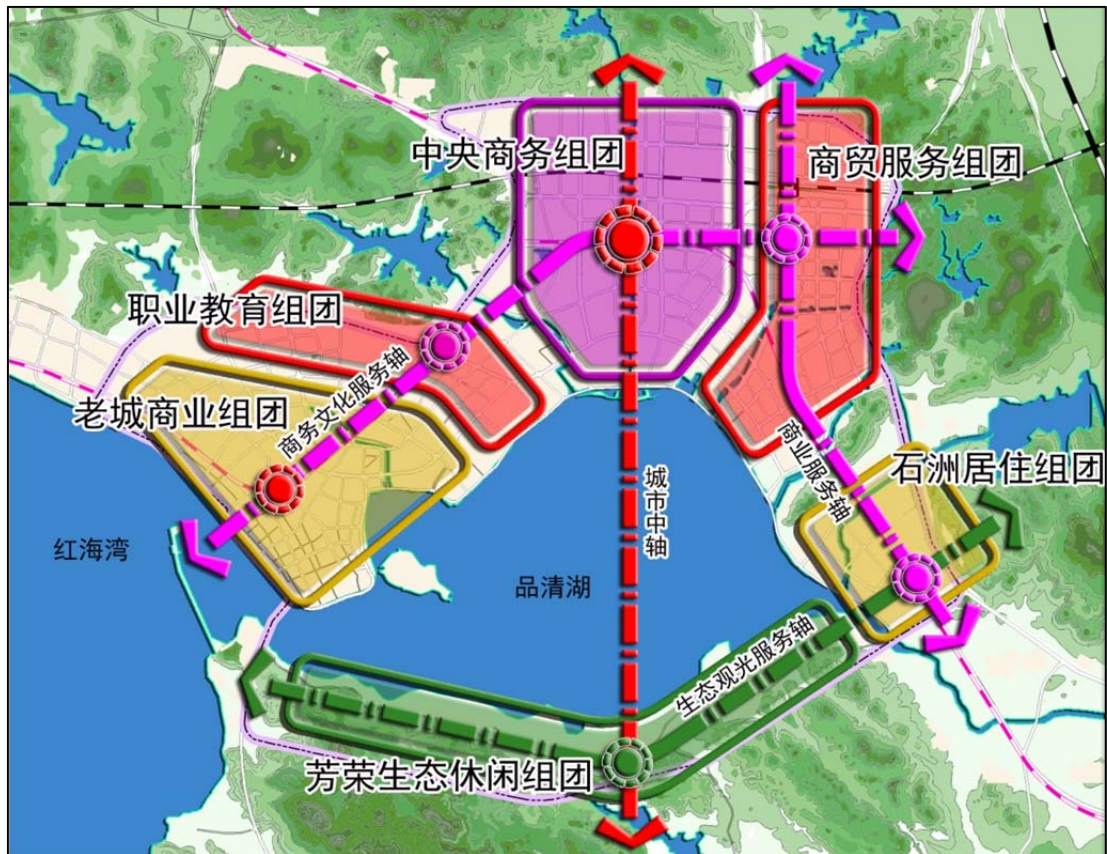 中央商务组团
商贸服务组团
职业教育组团
商务文化服务轴
老城商业组团
商业服务轴
石洲居住组团
城市中轴
红海湾
品清湖
生态观光服务轴
芳荣生态休闲组团